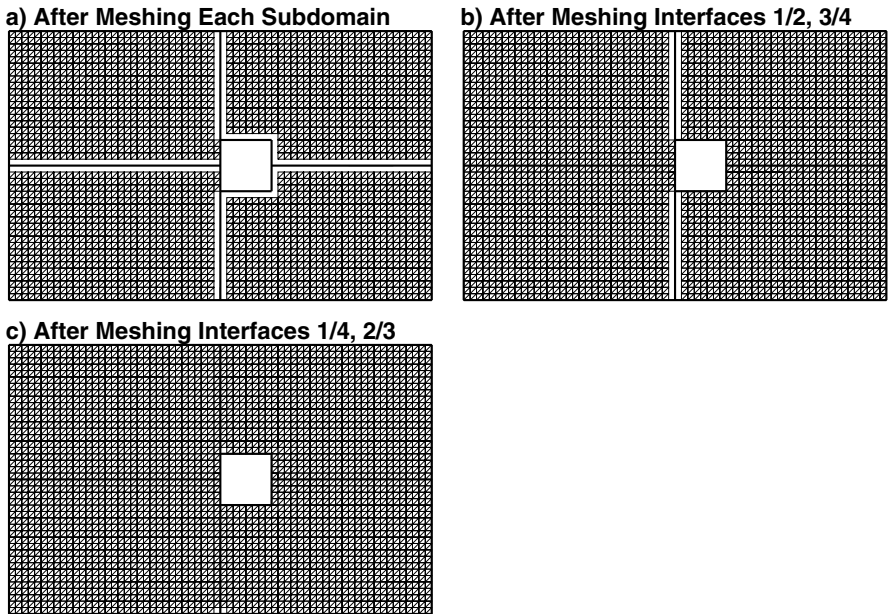 a) After Meshing Each Subdomain
b) After Meshing Interfaces 1/2, 3/4
c) After Meshing Interfaces 1/4, 2/3